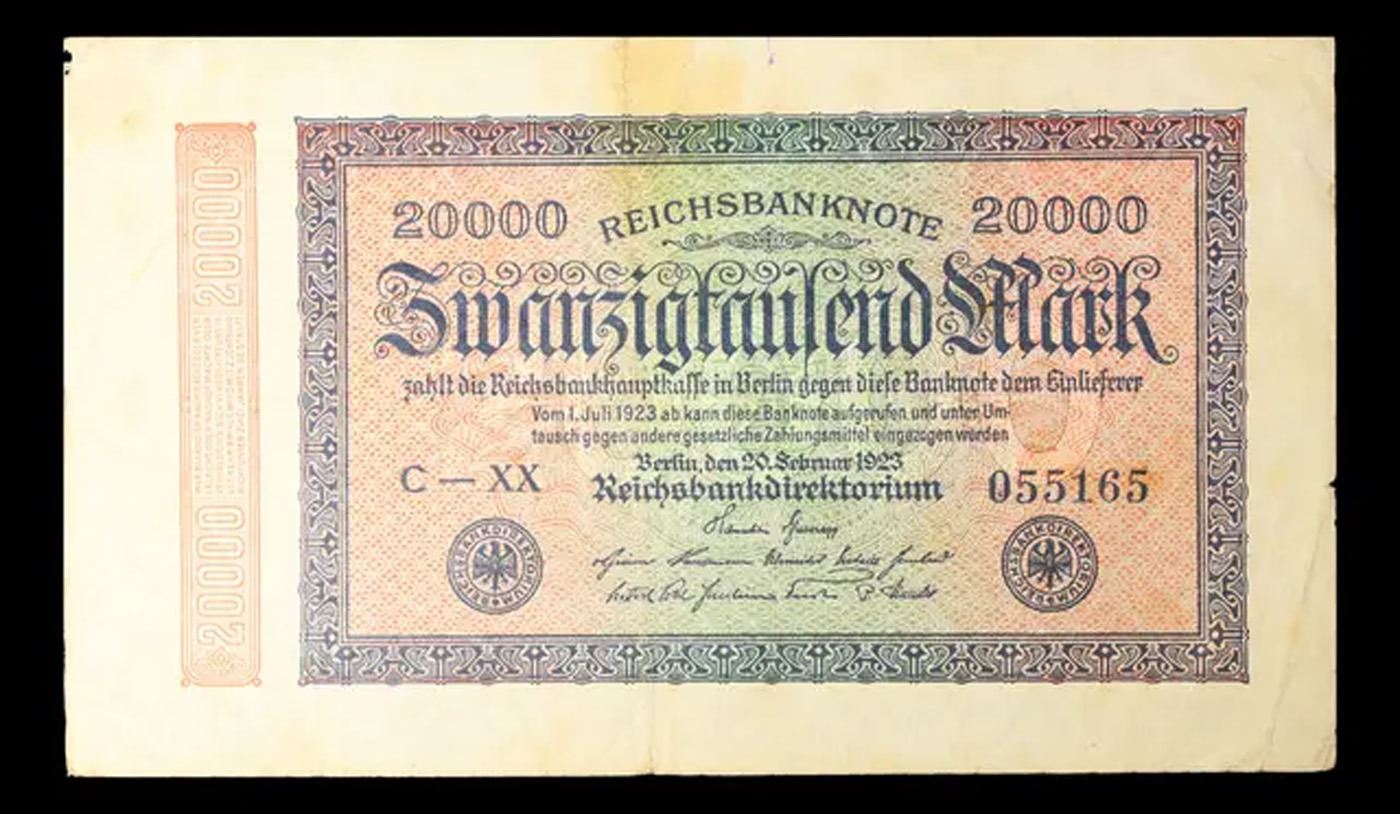 20000 REICHSBANKNOTE 20000
Zwanzigtausend Mark
zahlt die Reichsbankhauptkasse in Berlin gegen diese Banknote dem Einlieferer
Vom 1. Juli 1923 ab kann diese Banknote aufgerufen und unter Um-
tausch gegen andere gesetzliche Zahlungsmittel eingezogen werden
Berlin, den 20. Februar 1923
Reichsbankdirektorium
C — XX
055165
REICHSBANKDIREKTORIUM
REICHSBANKDIREKTORIUM
20000
20000